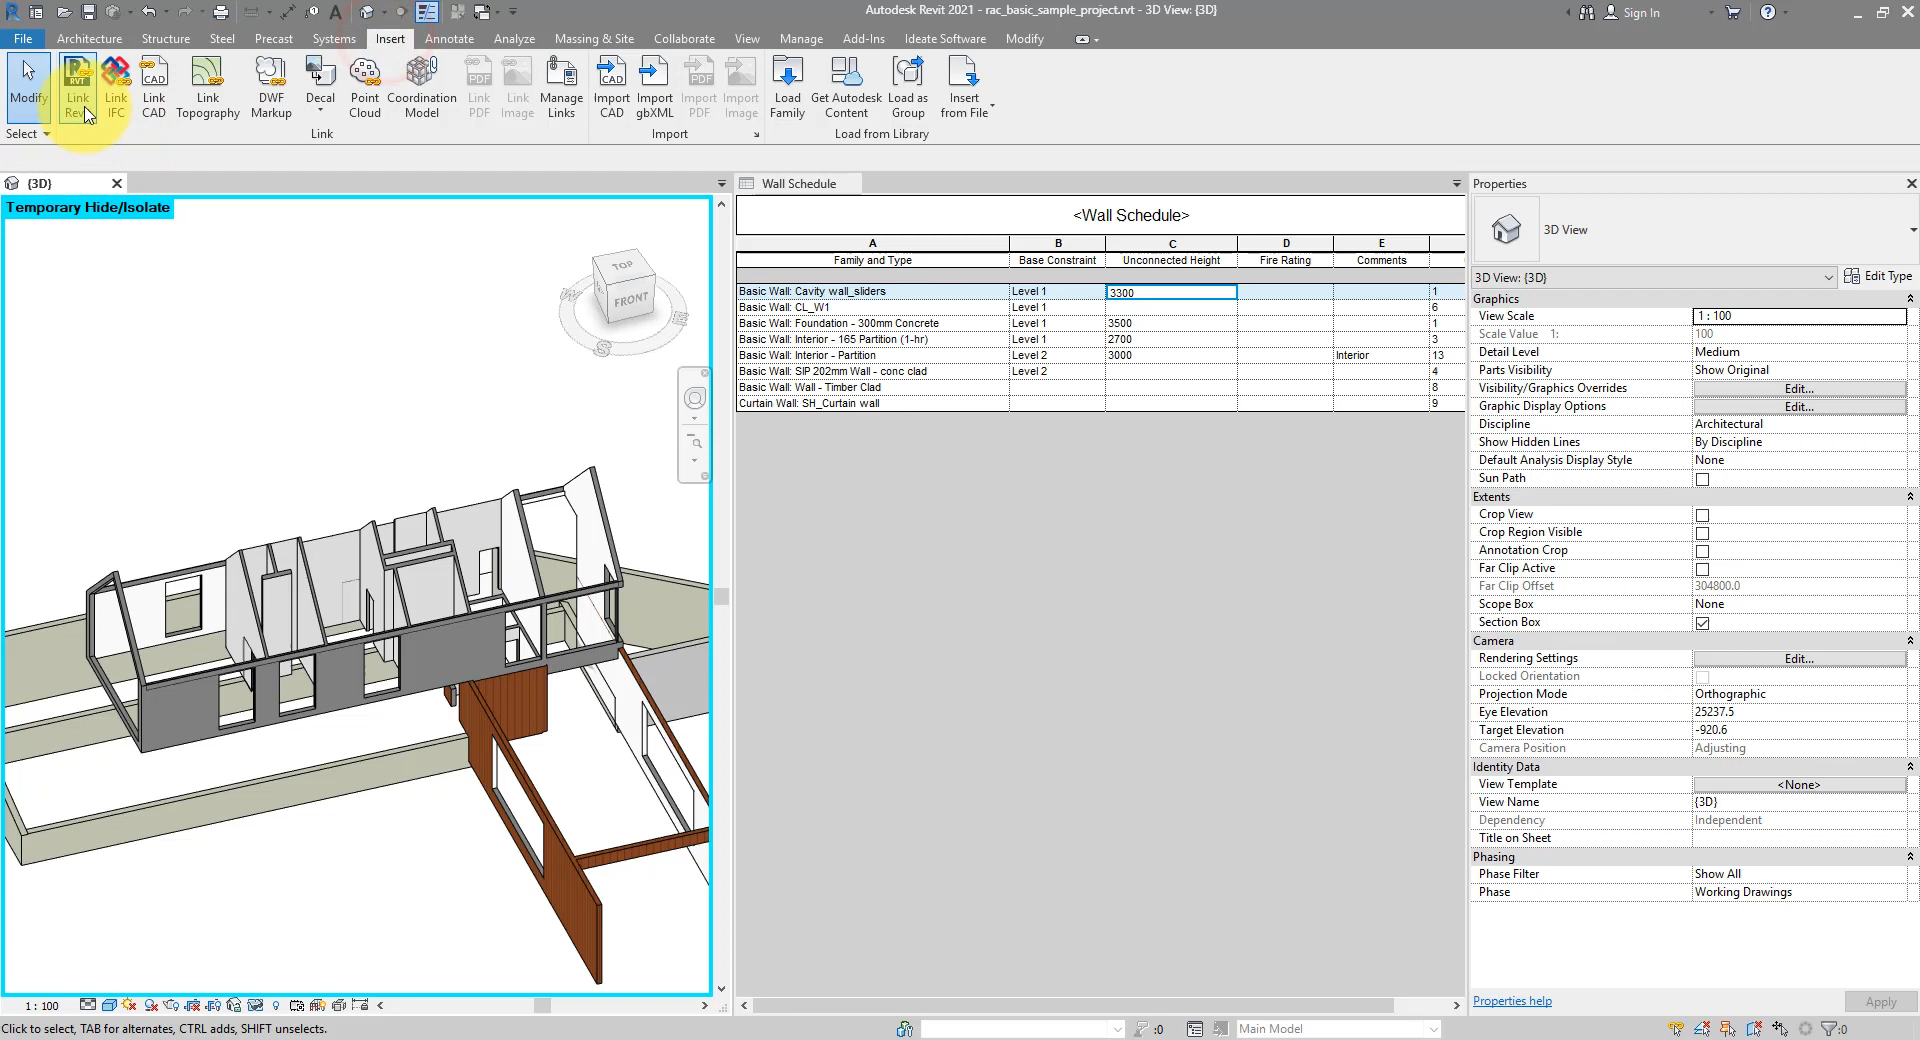 Autodesk Revit 2021 - rac_basic_sample_project.rvt - 3D View: {3D}
Sign In
File Architecture Structure Steel Precast Systems Insert Annotate Analyze Massing & Site Collaborate View Manage Add-Ins Ideate Software Modify
Modify
Link Revit
Link IFC
Link CAD
Link Topography
DWF Markup
Decal
Point Cloud
Coordination Model
Link PDF
Link Image
Manage Links
Import CAD
Import gbXML
Import PDF
Import Image
Load Family
Get Autodesk Content
Load as Group
Insert from File
Select
Link
Import
Load from Library
{3D}
Temporary Hide/Isolate
TOP
FRONT
W
E
S
Wall Schedule
<Wall Schedule>
A B C D E
Family and Type Base Constraint Unconnected Height Fire Rating Comments
Basic Wall: Cavity wall_sliders Level 1 3300 1
Basic Wall: CL_W1 Level 1 6
Basic Wall: Foundation - 300mm Concrete Level 1 3500 1
Basic Wall: Interior - 165 Partition (1-hr) Level 1 2700 3
Basic Wall: Interior - Partition Level 2 3000 Interior 13
Basic Wall: SIP 202mm Wall - conc clad Level 2 4
Basic Wall: Wall - Timber Clad 8
Curtain Wall: SH_Curtain wall 9
Properties
3D View
3D View: {3D} Edit Type
Graphics
View Scale 1 : 100
Scale Value 1: 100
Detail Level Medium
Parts Visibility Show Original
Visibility/Graphics Overrides Edit...
Graphic Display Options Edit...
Discipline Architectural
Show Hidden Lines By Discipline
Default Analysis Display Style None
Sun Path
Extents
Crop View
Crop Region Visible
Annotation Crop
Far Clip Active
Far Clip Offset 304800.0
Scope Box None
Section Box
Camera
Rendering Settings Edit...
Locked Orientation
Projection Mode Orthographic
Eye Elevation 25237.5
Target Elevation -920.6
Camera Position Adjusting
Identity Data
View Template <None>
View Name {3D}
Dependency Independent
Title on Sheet
Phasing
Phase Filter Show All
Phase Working Drawings
Properties help Apply
1 : 100
Click to select, TAB for alternates, CTRL adds, SHIFT unselects.
:0
Main Model
:0